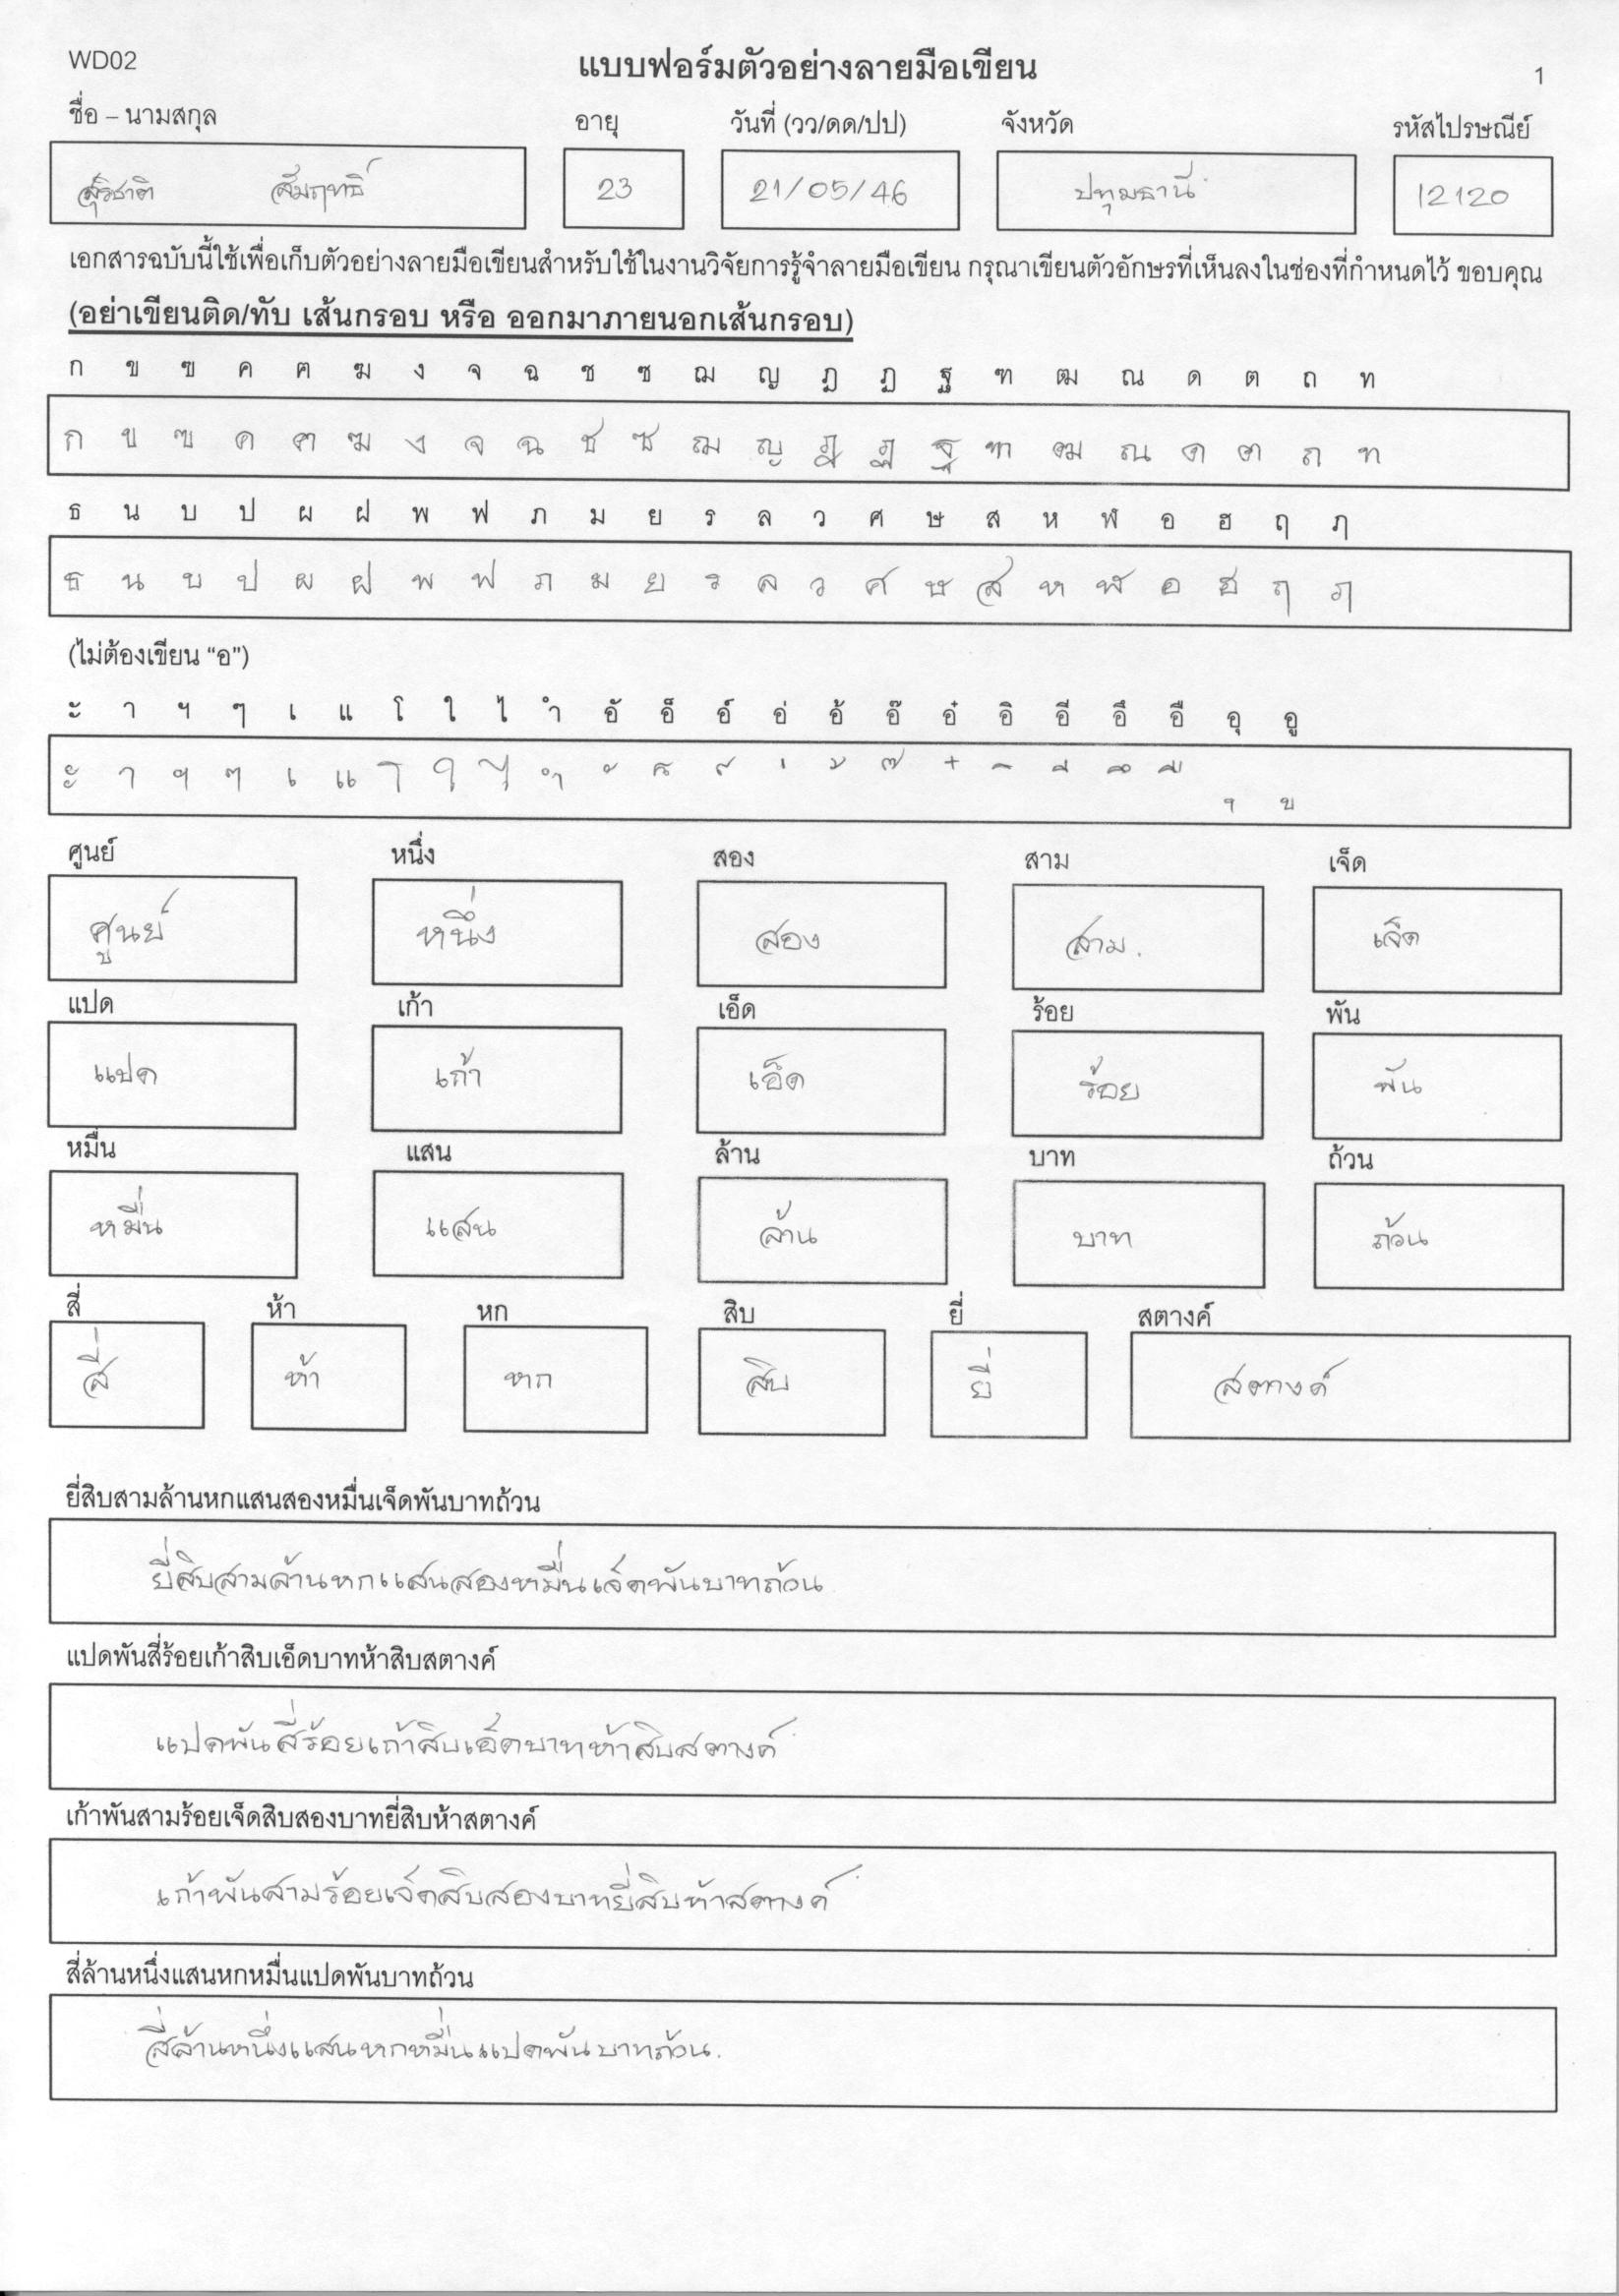 WD02 แบบฟอร์มตัวอย่างลายมือเขียน 1
ชื่อ – นามสกุล อายุ วันที่ (วว/ดด/ปป) จังหวัด รหัสไปรษณีย์
สุริชาติ สัมฤทธิ์ 23 21/05/46 ปทุมธานี 12120
เอกสารฉบับนี้ใช้เพื่อเก็บตัวอย่างลายมือเขียนสำหรับใช้ในงานวิจัยการรู้จำลายมือเขียน กรุณาเขียนตัวอักษรที่เห็นลงในช่องที่กำหนดไว้ ขอบคุณ
(อย่าเขียนติด/ทับ เส้นกรอบ หรือ ออกมาภายนอกเส้นกรอบ)
ก ข ฃ ค ฅ ฆ ง จ ฉ ช ซ ฌ ญ ฎ ฏ ฐ ฑ ฒ ณ ด ต ถ ท
ก ข ฃ ค ฅ ฆ ง จ ฉ ช ซ ฌ ญ ฎ ฏ ฐ ฑ ฒ ณ ด ต ถ ท
ธ น บ ป ผ ฝ พ ฟ ภ ม ย ร ล ว ศ ษ ส ห ฬ อ ฮ ฤ ฦ
ธ น บ ป ผ ฝ พ ฟ ภ ม ย ร ล ว ศ ษ ส ห ฬ อ ฮ ฤ ฦ
(ไม่ต้องเขียน “อ”)
ะ า ฯ ๆ เ แ โ ใ ไ ำ อั อ็ อ์ อ่ อ้ อ๊ อ๋ อิ อี อึ อื อุ อู
ะ า ฯ ๆ เ แ โ ใ ไ ำ ั ็ ์ ่ ้ ๊ ๋ ิ ี ึ ื ุ ู
ศูนย์ หนึ่ง สอง สาม เจ็ด
ศูนย์ หนึ่ง สอง สาม. เจ็ด
แปด เก้า เอ็ด ร้อย พัน
แปด เก้า เอ็ด ร้อย พัน
หมื่น แสน ล้าน บาท ถ้วน
หมื่น แสน ล้าน บาท ถ้วน
สี่ ห้า หก สิบ ยี่ สตางค์
สี่ ห้า หก สิบ ยี่ สตางค์
ยี่สิบสามล้านหกแสนสองหมื่นเจ็ดพันบาทถ้วน
ยี่สิบสามล้านหกแสนสองหมื่นเจ็ดพันบาทถ้วน
แปดพันสี่ร้อยเก้าสิบเอ็ดบาทห้าสิบสตางค์
แปดพันสี่ร้อยเก้าสิบเอ็ดบาทห้าสิบสตางค์
เก้าพันสามร้อยเจ็ดสิบสองบาทยี่สิบห้าสตางค์
เก้าพันสามร้อยเจ็ดสิบสองบาทยี่สิบห้าสตางค์
สี่ล้านหนึ่งแสนหกหมื่นแปดพันบาทถ้วน
สี่ล้านหนึ่งแสนหกหมื่นแปดพันบาทถ้วน.